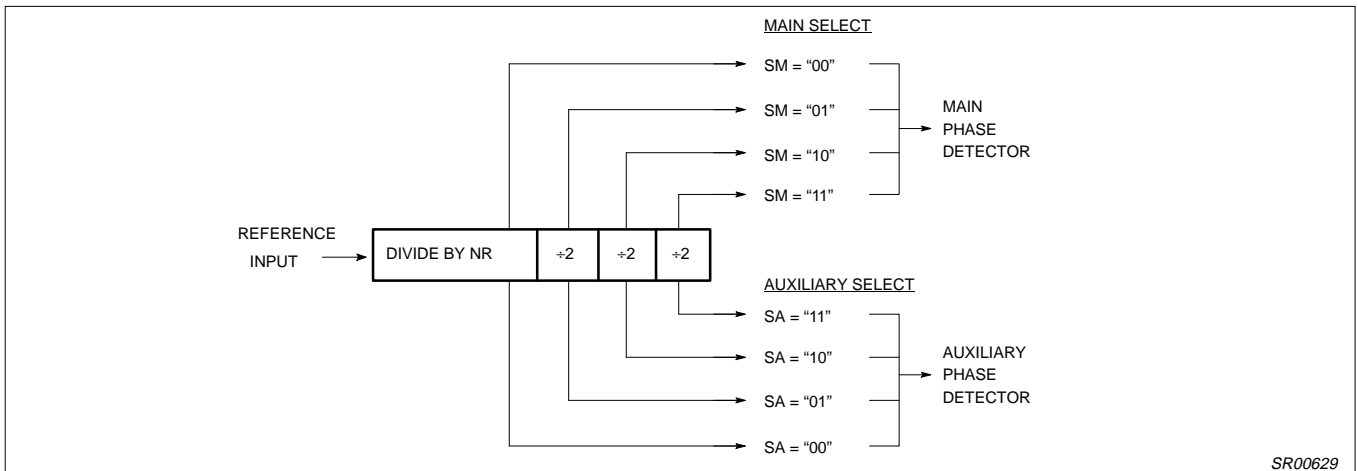 MAIN SELECT
SM = “00”
SM = “01”
SM = “10”
SM = “11”
MAIN
PHASE
DETECTOR
REFERENCE
INPUT
DIVIDE BY NR
÷2
÷2
÷2
AUXILIARY SELECT
SA = “11”
SA = “10”
SA = “01”
SA = “00”
AUXILIARY
PHASE
DETECTOR
SR00629